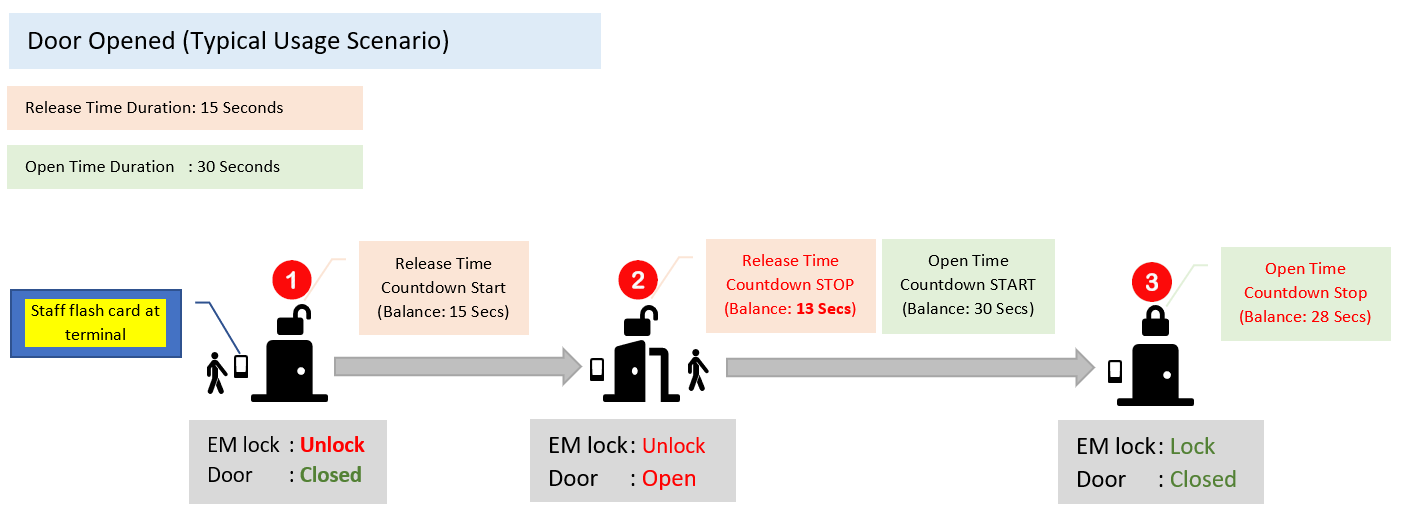 Door Opened (Typical Usage Scenario)
Release Time Duration: 15 Seconds
Open Time Duration : 30 Seconds
Staff flash card at
terminal
1
Release Time
Countdown Start
(Balance: 15 Secs)
EM lock : Unlock
Door : Closed
2
Release Time
Countdown STOP
(Balance: 13 Secs)
Open Time
Countdown START
(Balance: 30 Secs)
EM lock : Unlock
Door : Open
3
Open Time
Countdown Stop
(Balance: 28 Secs)
EM lock : Lock
Door : Closed